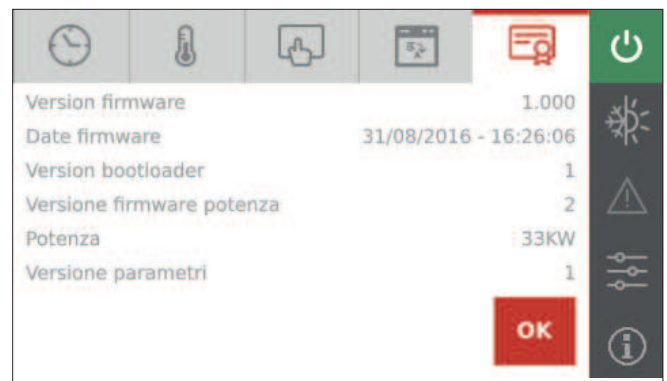 Version firmware 1.000
Date firmware 31/08/2016 - 16:26:06
Version bootloader 1
Versione firmware potenza 2
Potenza 33KW
Versione parametri 1
OK